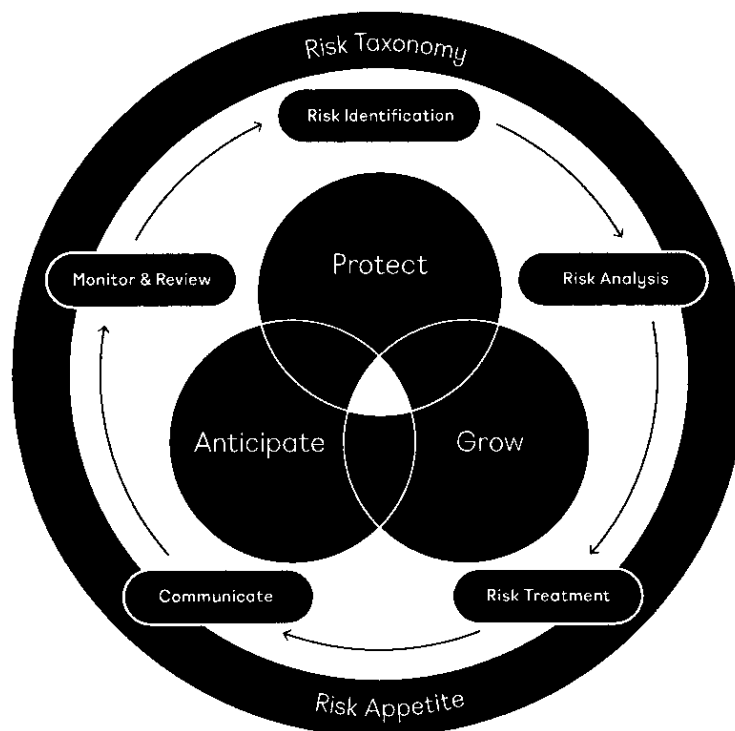 Risk Taxonomy
Risk Identification
Protect
Monitor & Review
Risk Analysis
Anticipate
Grow
Communicate
Risk Treatment
Risk Appetite